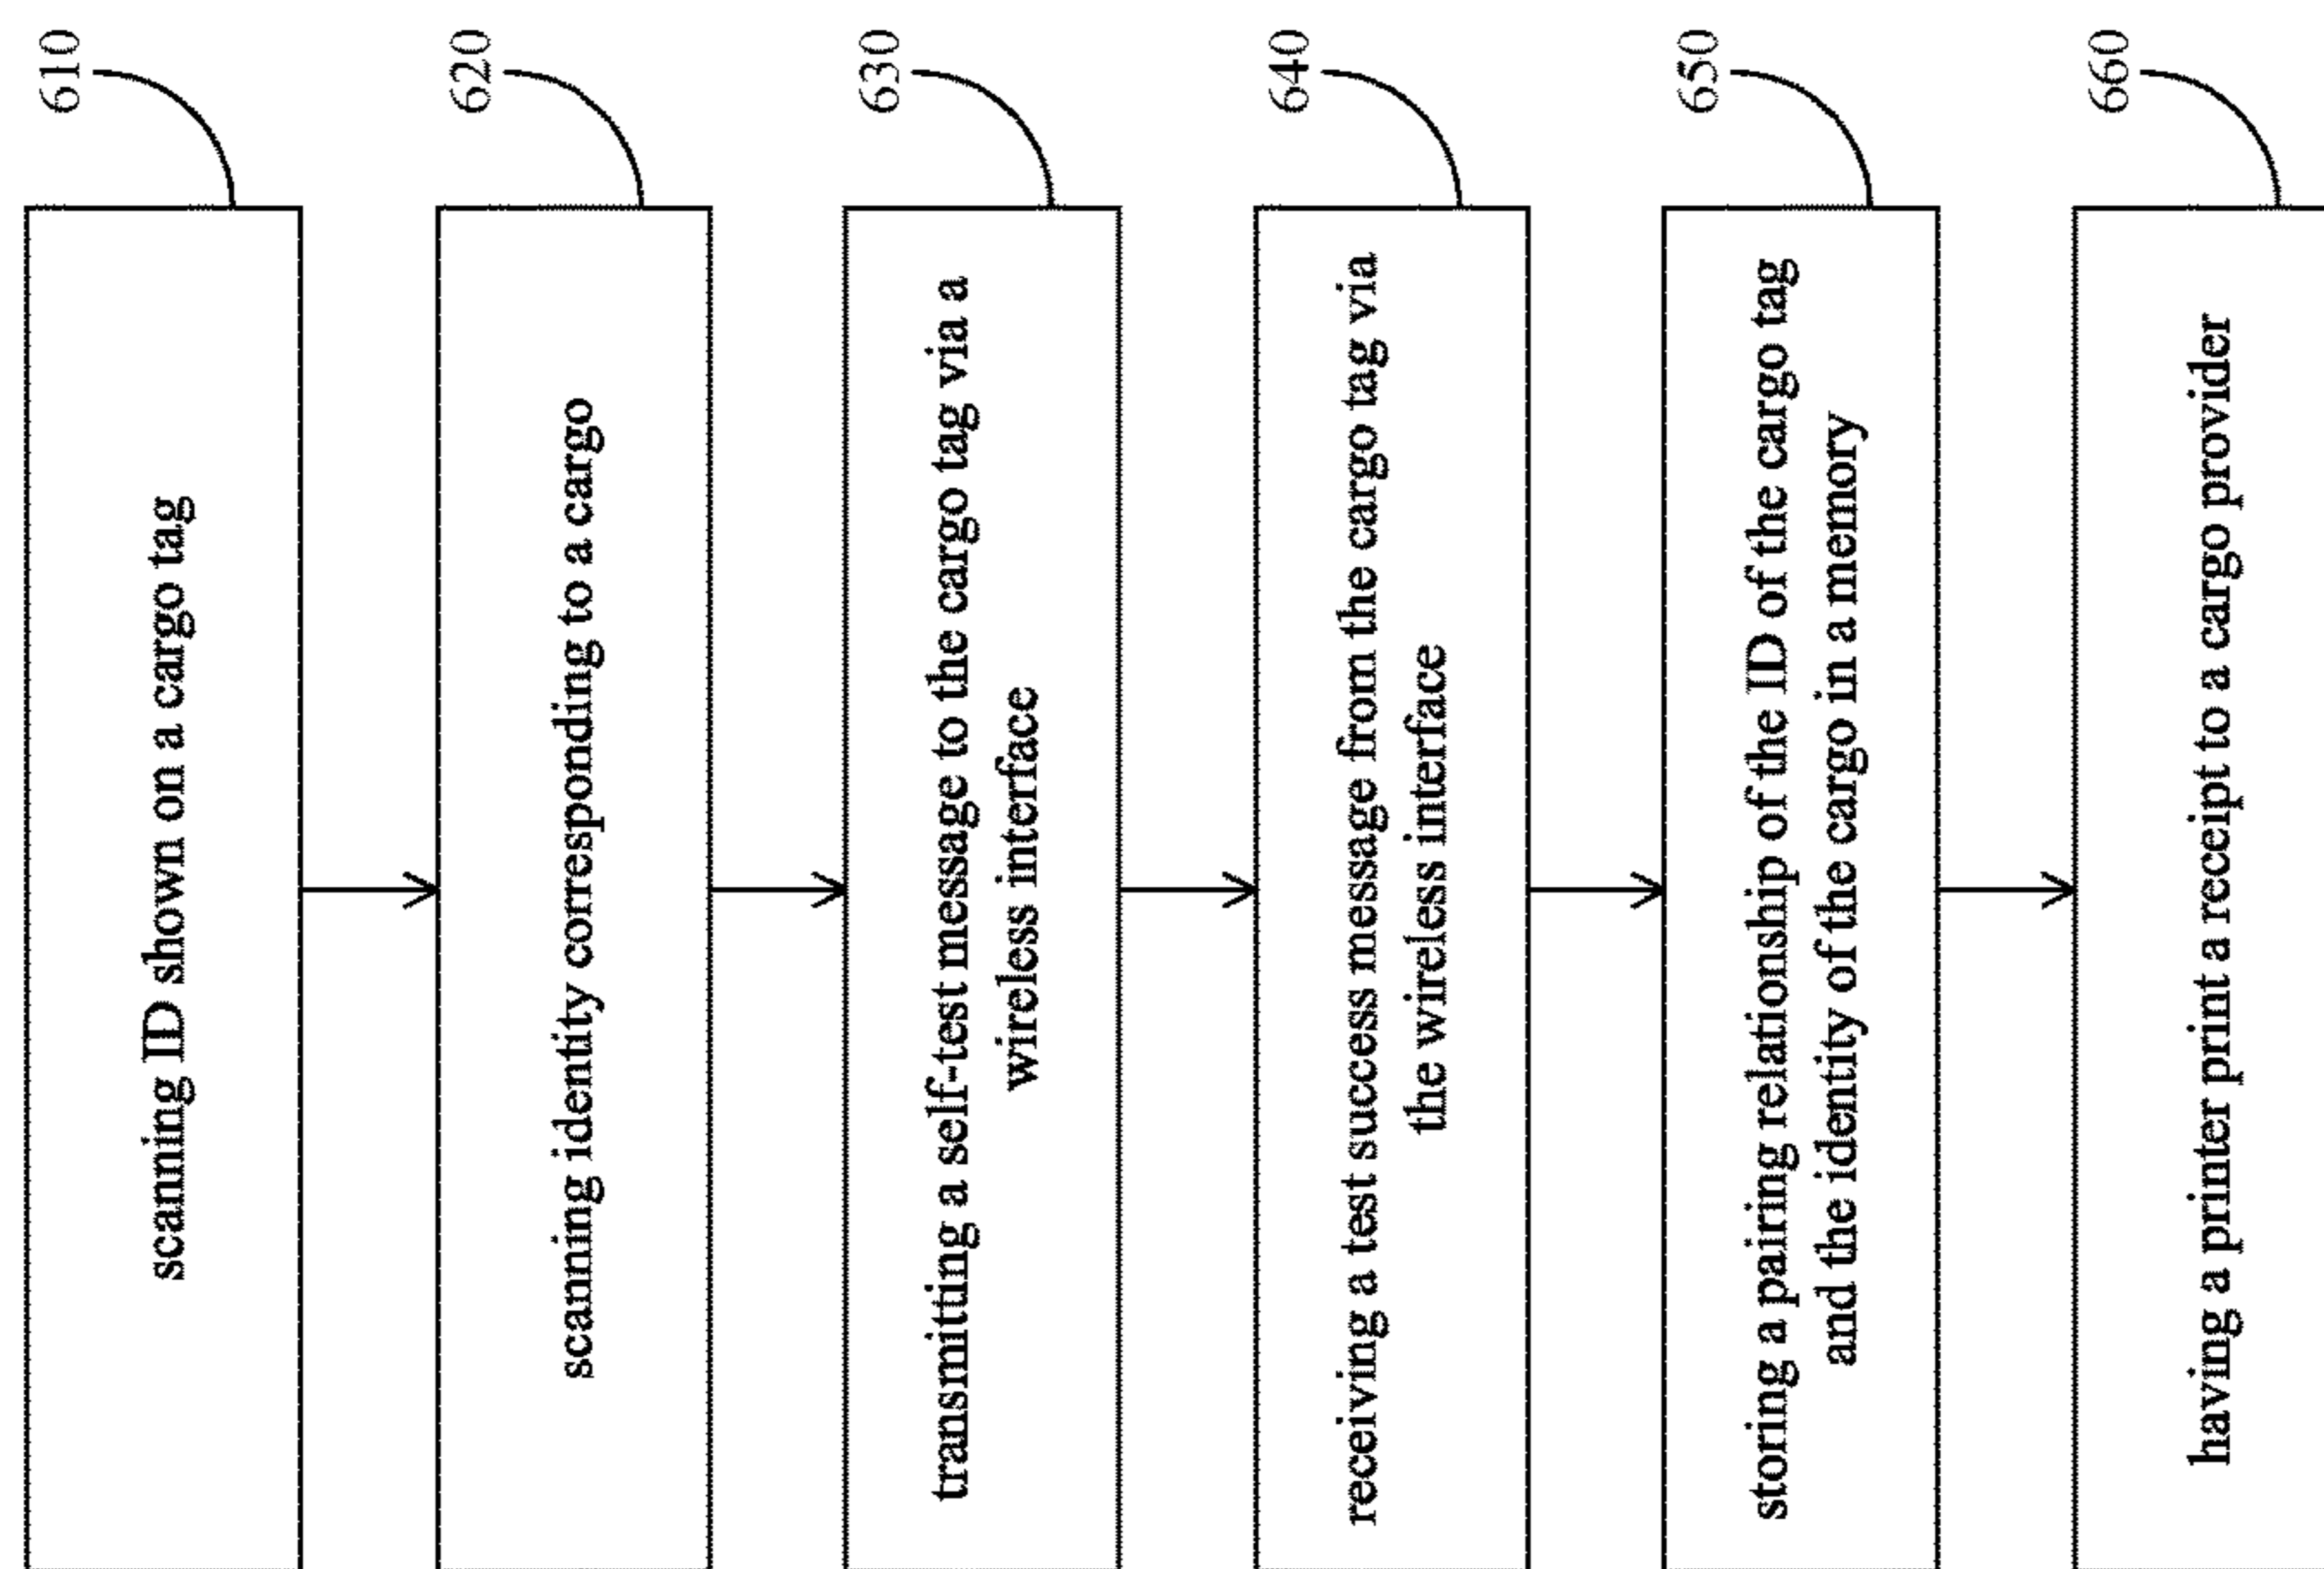 610
scanning ID shown on a cargo tag
620
scanning identity corresponding to a cargo
630
transmitting a self-test message to the cargo tag via a
wireless interface
640
receiving a test success message from the cargo tag via
the wireless interface
650
storing a pairing relationship of the ID of the cargo tag
and the identity of the cargo in a memory
660
having a printer print a receipt to a cargo provider